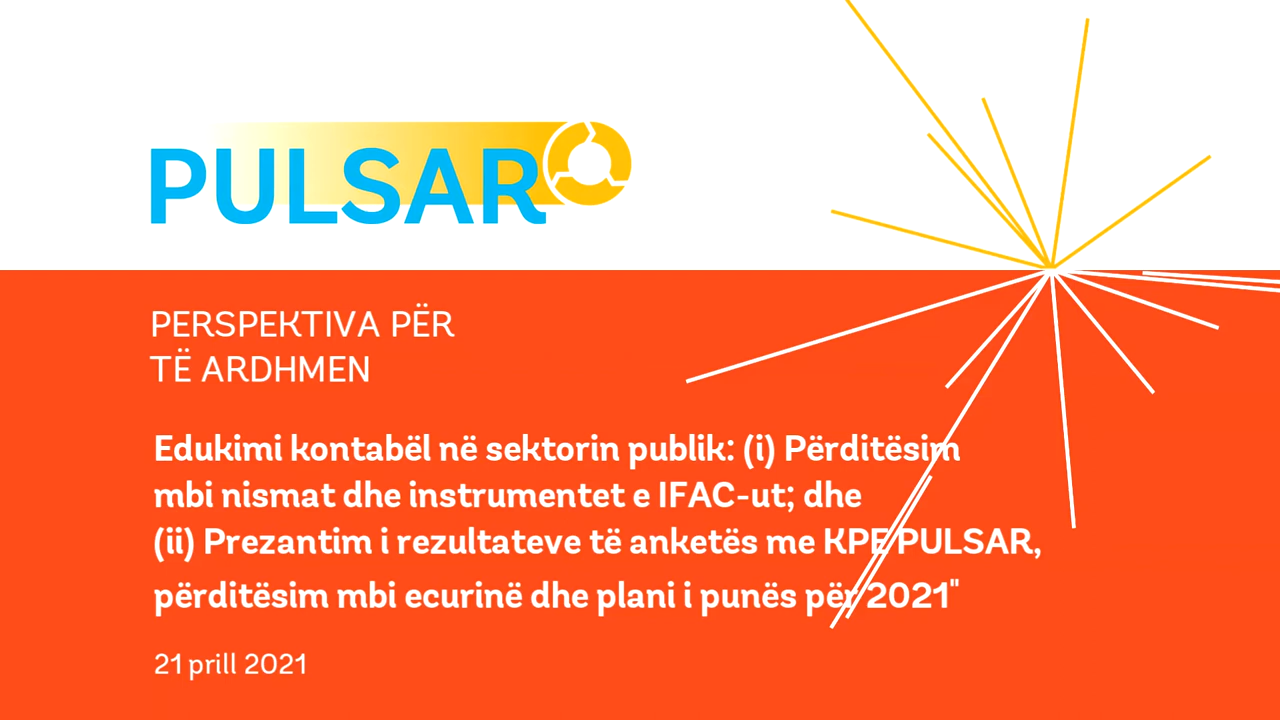 PULSAR
PERSPEKTIVA PËR
TË ARDHMEN
Edukimi kontabël në sektorin publik: (i) Përditësim
mbi nismat dhe instrumentet e IFAC-ut; dhe
(ii) Prezantim i rezultateve të anketës me KPE PULSAR,
përditësim mbi ecurinë dhe plani i punës për 2021"
21 prill 2021